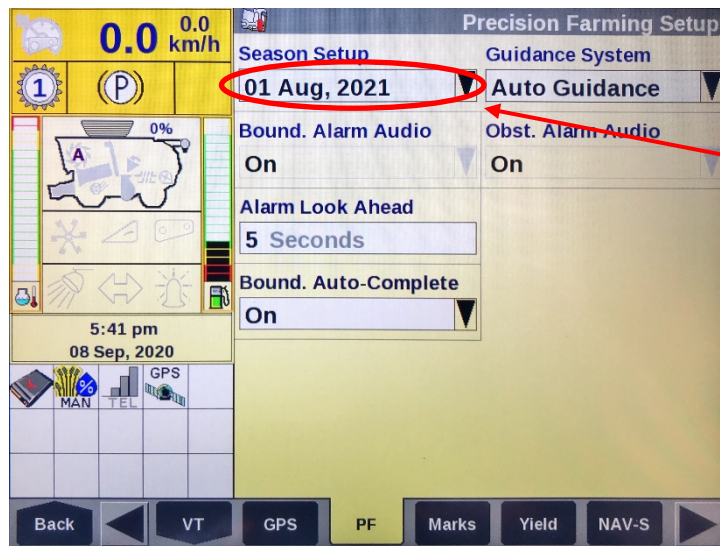 Precision Farming Setup
0.0
0.0
km/h
1
(P)
0%
A
5:41 pm
08 Sep, 2020
MAN
TEL
GPS
%
Season Setup
Guidance System
01 Aug, 2021
Auto Guidance
Bound. Alarm Audio
Obst. Alarm Audio
On
On
Alarm Look Ahead
5 Seconds
Bound. Auto-Complete
On
Back
VT
GPS
PF
Marks
Yield
NAV-S